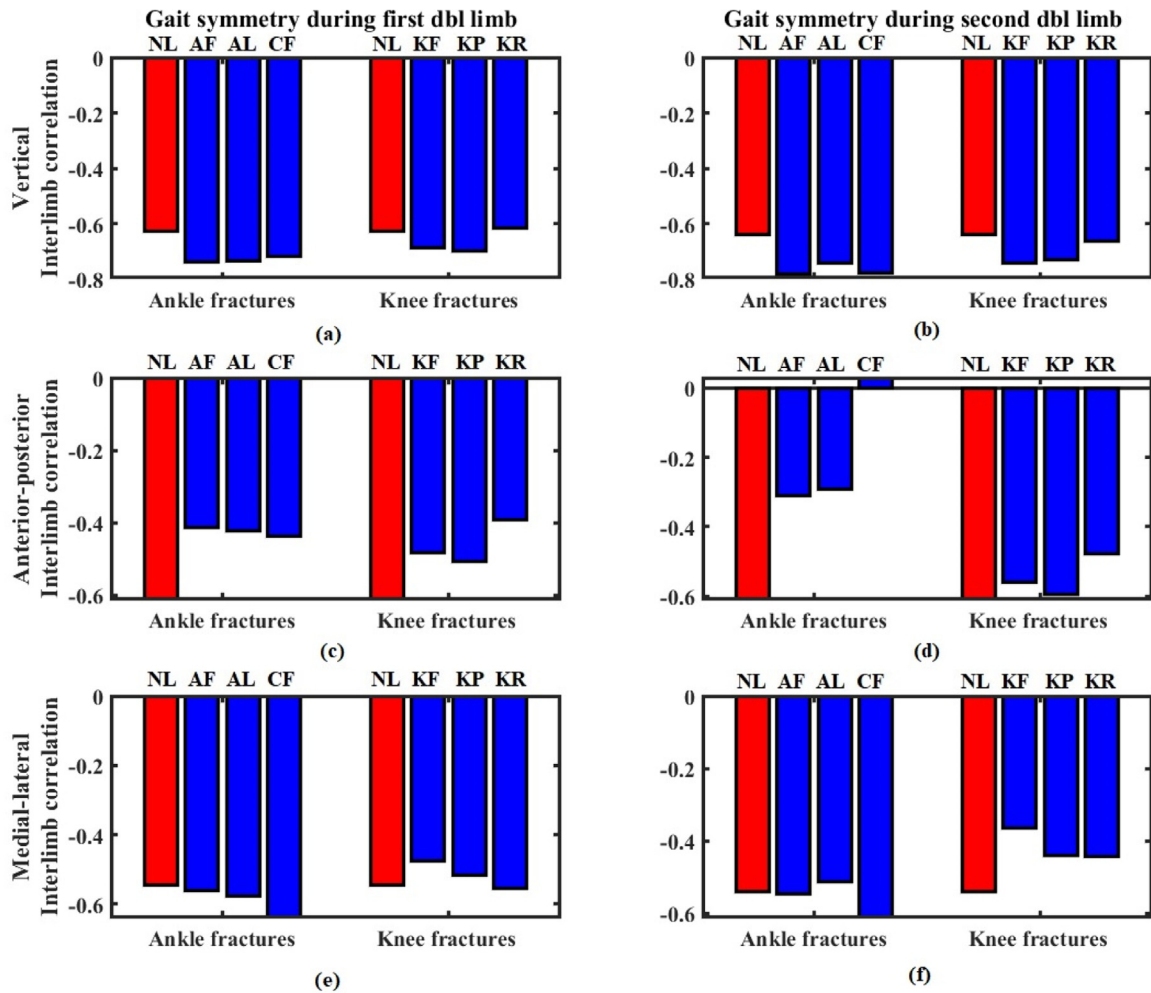 Gait symmetry during first dbl limb
NL AF AL CF NL KF KP KR
0
-0.2
-0.4
-0.6
-0.8
Vertical
Interlimb correlation
Ankle fractures Knee fractures
(a)
Gait symmetry during second dbl limb
NL AF AL CF NL KF KP KR
0
-0.2
-0.4
-0.6
-0.8
Ankle fractures Knee fractures
(b)
NL AF AL CF NL KF KP KR
0
-0.2
-0.4
-0.6
Anterior-posterior
Interlimb correlation
Ankle fractures Knee fractures
(c)
NL AF AL CF NL KF KP KR
0
-0.2
-0.4
-0.6
Ankle fractures Knee fractures
(d)
NL AF AL CF NL KF KP KR
0
-0.2
-0.4
-0.6
Medial-lateral
Interlimb correlation
Ankle fractures Knee fractures
(e)
NL AF AL CF NL KF KP KR
0
-0.2
-0.4
-0.6
Ankle fractures Knee fractures
(f)